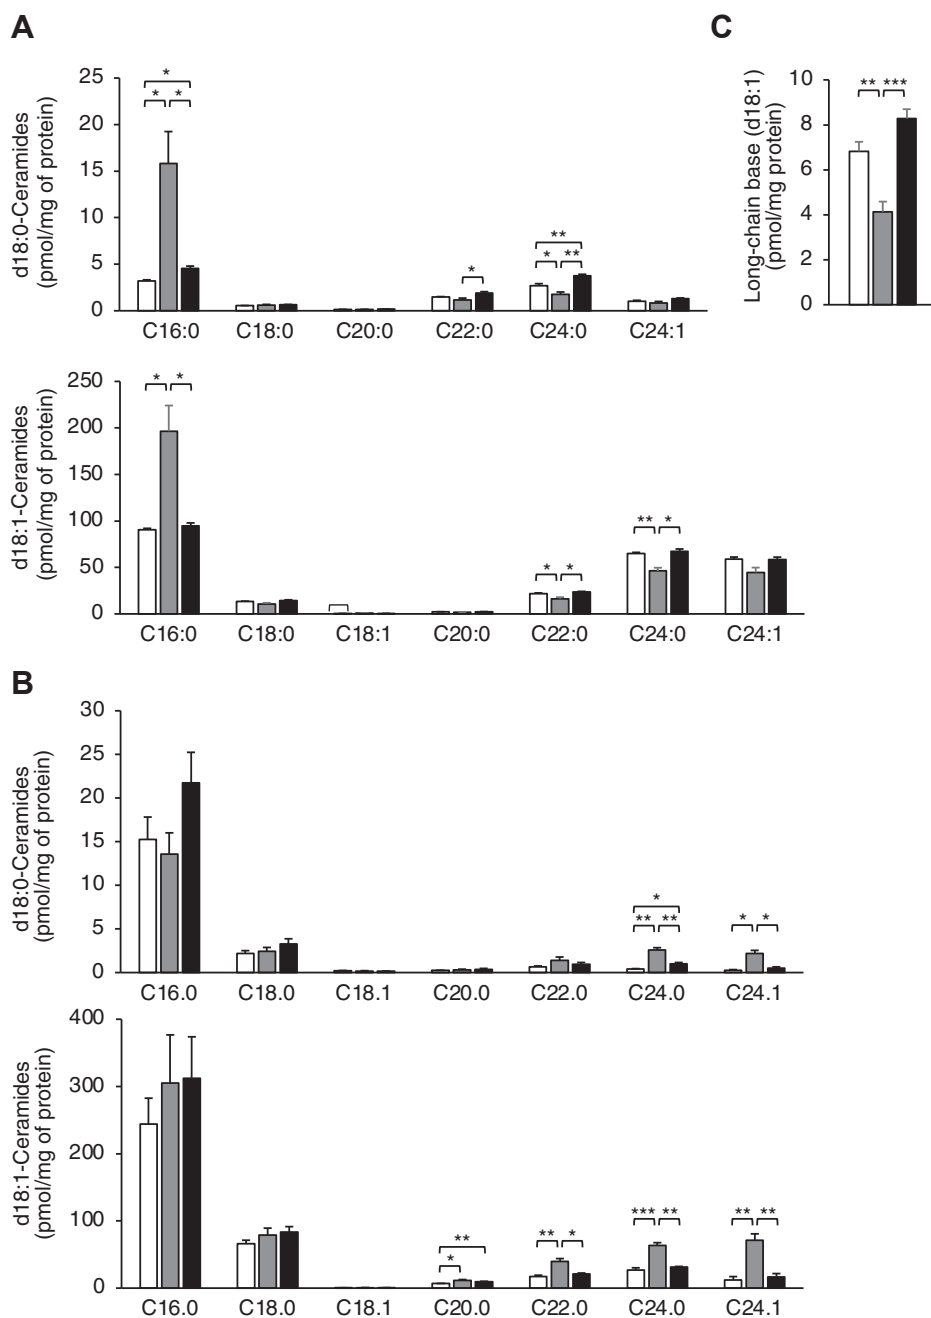 A
d18:0-Ceramides
(pmol/mg of protein)
25
20
15
10
5
0
* * *
*
** * **
C16:0 C18:0 C20:0 C22:0 C24:0 C24:1
d18:1-Ceramides
(pmol/mg of protein)
250
200
150
100
50
0
* *
* *
** *
C16:0 C18:0 C18:1 C20:0 C22:0 C24:0 C24:1
B
d18:0-Ceramides
(pmol/mg of protein)
30
25
20
15
10
5
0
* ** **
* *
C16.0 C18.0 C18.1 C20.0 C22.0 C24.0 C24.1
d18:1-Ceramides
(pmol/mg of protein)
400
300
200
100
0
** *
** *
*** **
** **
C16.0 C18.0 C18.1 C20.0 C22.0 C24.0 C24.1
C
Long-chain base (d18:1)
(pmol/mg protein)
10
8
6
4
2
0
** ***